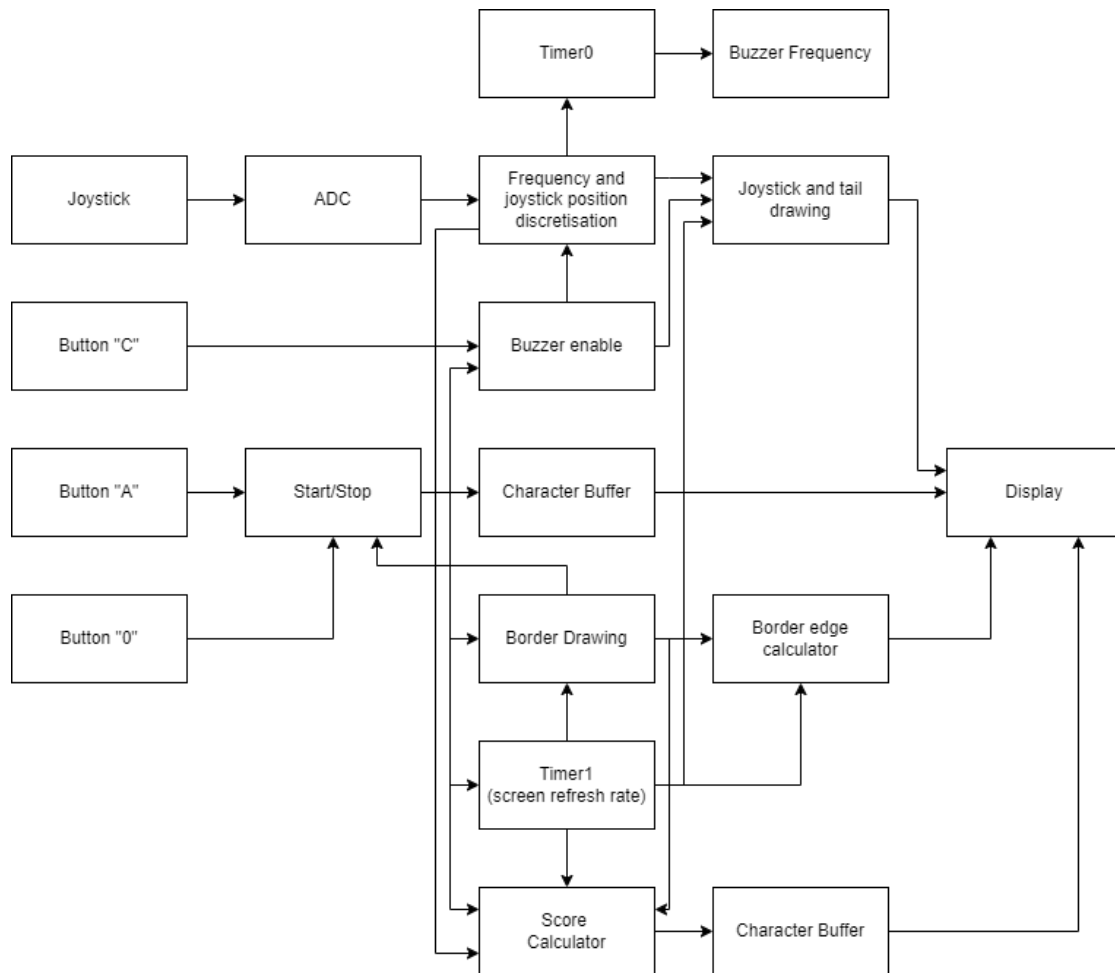 Timer0
Buzzer Frequency
Joystick
ADC
Frequency and
joystick position
discretisation
Joystick and tail
drawing
Button "C"
Buzzer enable
Button "A"
Start/Stop
Character Buffer
Display
Button "0"
Border Drawing
Border edge
calculator
Timer1
(screen refresh rate)
Score
Calculator
Character Buffer